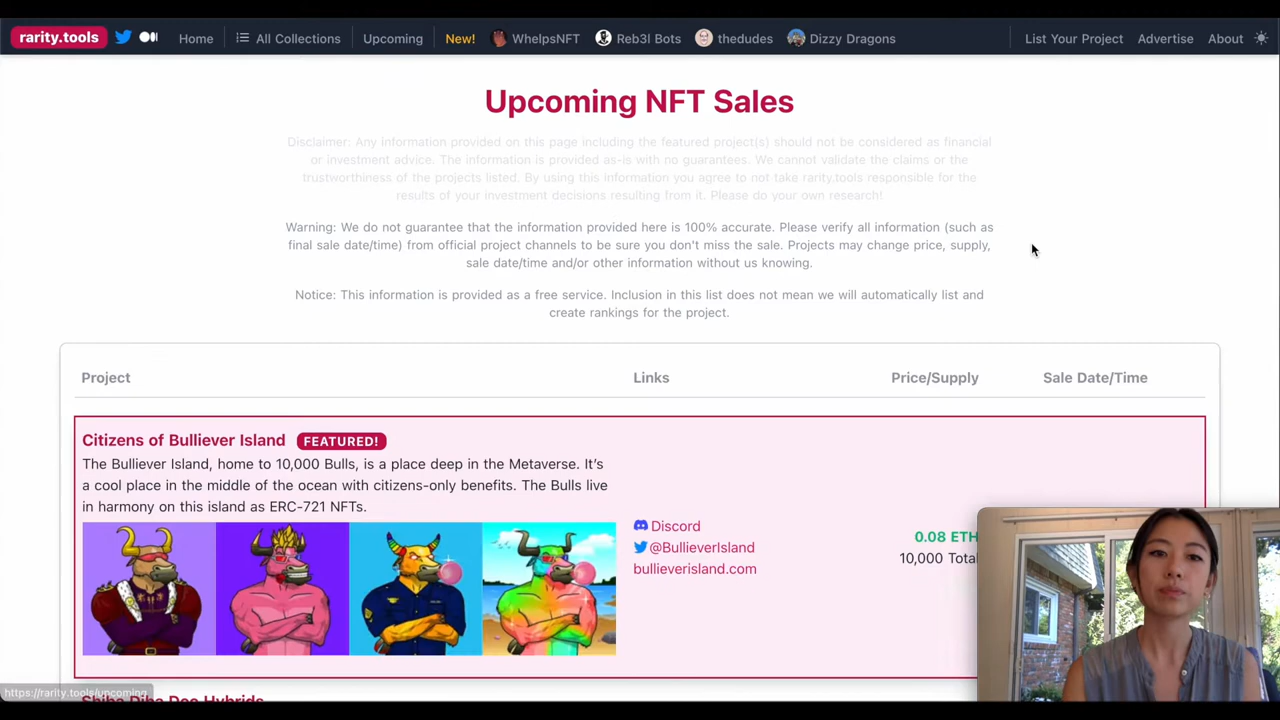 rarity.tools Home All Collections Upcoming New! WhelpsNFT Reb3l Bots thedudes Dizzy Dragons List Your Project Advertise About
Upcoming NFT Sales
Disclaimer: Any information provided on this page including the featured project(s) should not be considered as financial
or investment advice. The information is provided as-is with no guarantees. We cannot validate the claims or the
trustworthiness of the projects listed. By using this information you agree to not take rarity.tools responsible for the
results of your investment decisions resulting from it. Please do your own research!
Warning: We do not guarantee that the information provided here is 100% accurate. Please verify all information (such as
final sale date/time) from official project channels to be sure you don't miss the sale. Projects may change price, supply,
sale date/time and/or other information without us knowing.
Notice: This information is provided as a free service. Inclusion in this list does not mean we will automatically list and
create rankings for the project.
Project Links Price/Supply Sale Date/Time
Citizens of Bulliever Island FEATURED!
The Bulliever Island, home to 10,000 Bulls, is a place deep in the Metaverse. It's
a cool place in the middle of the ocean with citizens-only benefits. The Bulls live
in harmony on this island as ERC-721 NFTs.
Discord
@BullieverIsland
bullieverisland.com
0.08 ETH
10,000 Total
https://rarity.tools/upcoming